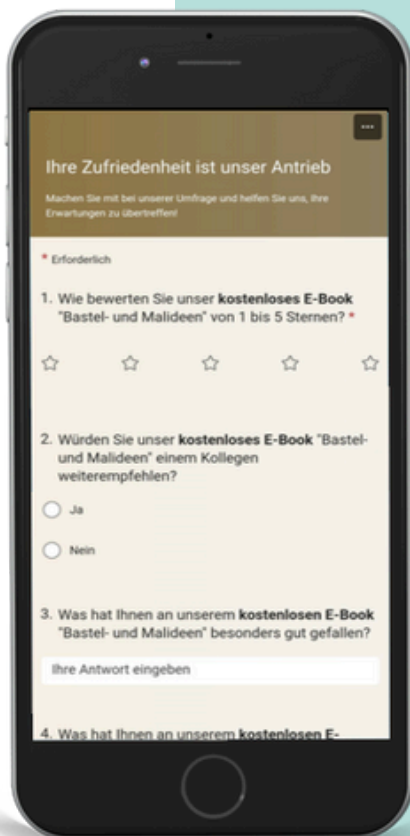 Ihre Zufriedenheit ist unser Antrieb
Machen Sie mit bei unserer Umfrage und helfen Sie uns, Ihre
Erwartungen zu übertreffen!
* Erforderlich
1. Wie bewerten Sie unser kostenloses E-Book
"Bastel- und Malideen" von 1 bis 5 Sternen? *
2. Würden Sie unser kostenloses E-Book "Bastel-
und Malideen" einem Kollegen
weiterempfehlen?
Ja
Nein
3. Was hat Ihnen an unserem kostenlosen E-Book
"Bastel- und Malideen" besonders gut gefallen?
Ihre Antwort eingeben
4. Was hat Ihnen an unserem kostenlosen E-